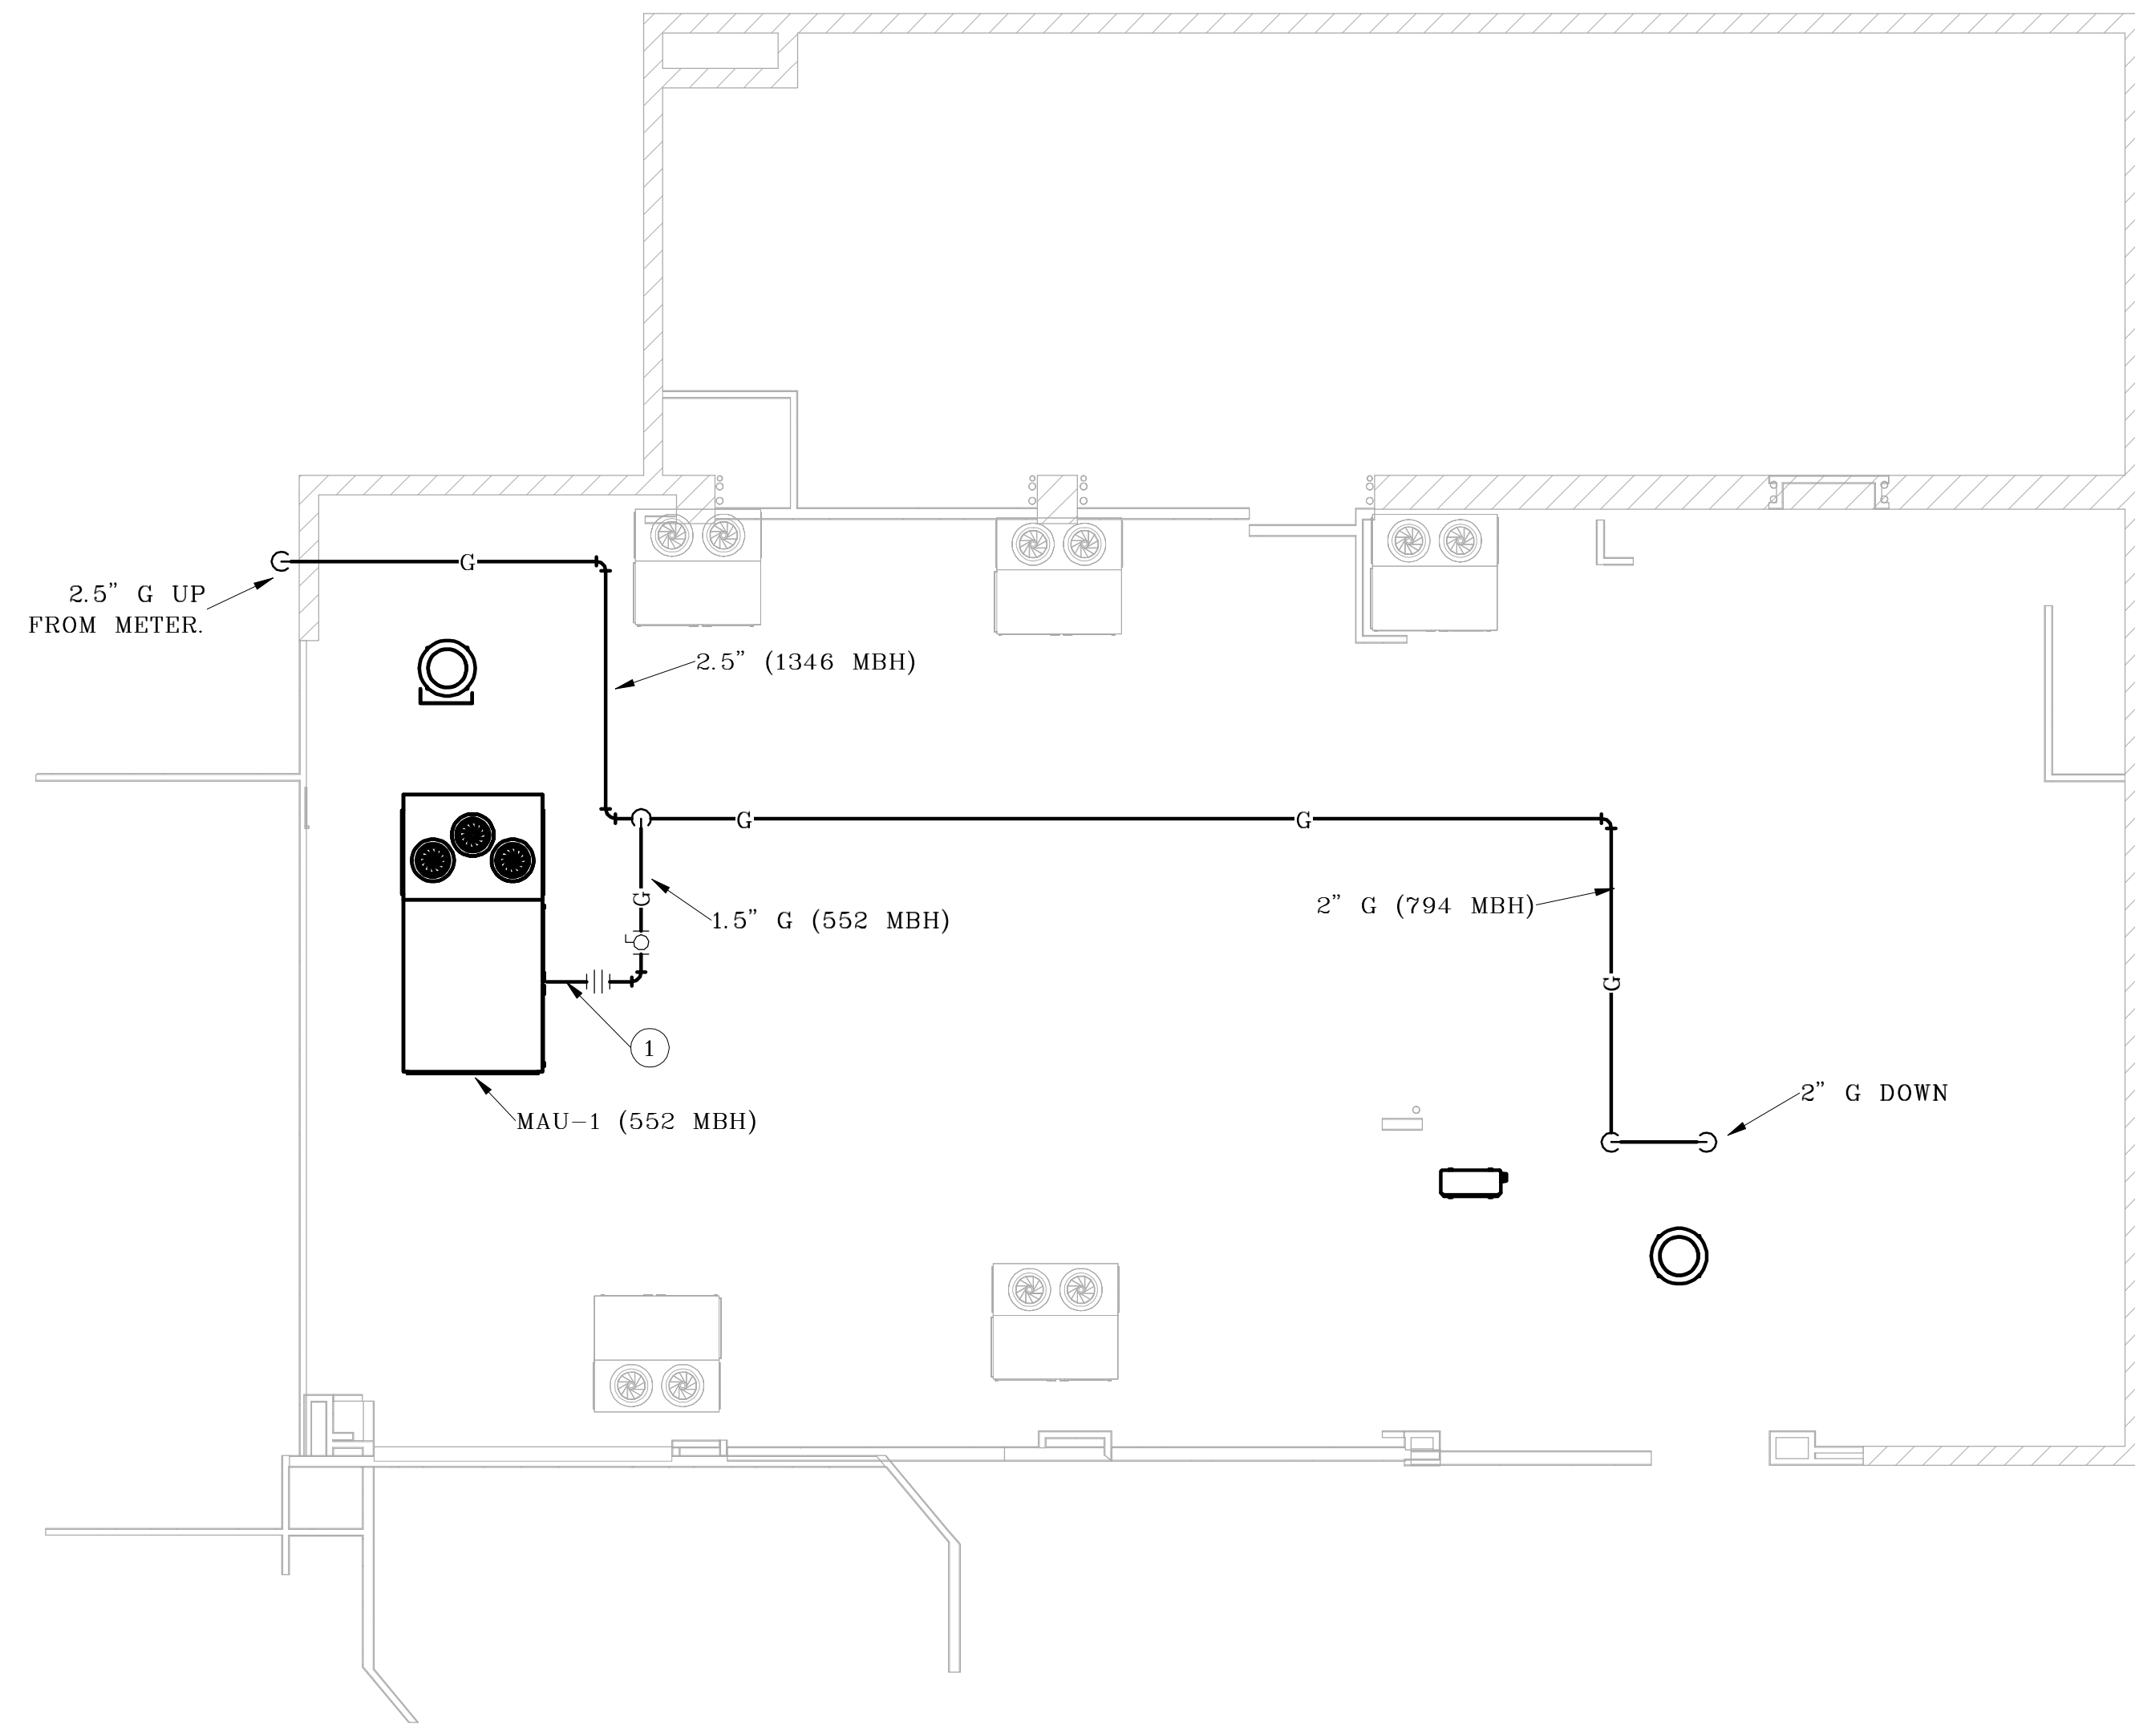 G
2.5" G UP
FROM METER.
2.5" (1346 MBH)
G
G
G
1.5" G (552 MBH)
2" G (794 MBH)
G
1
MAU-1 (552 MBH)
2" G DOWN